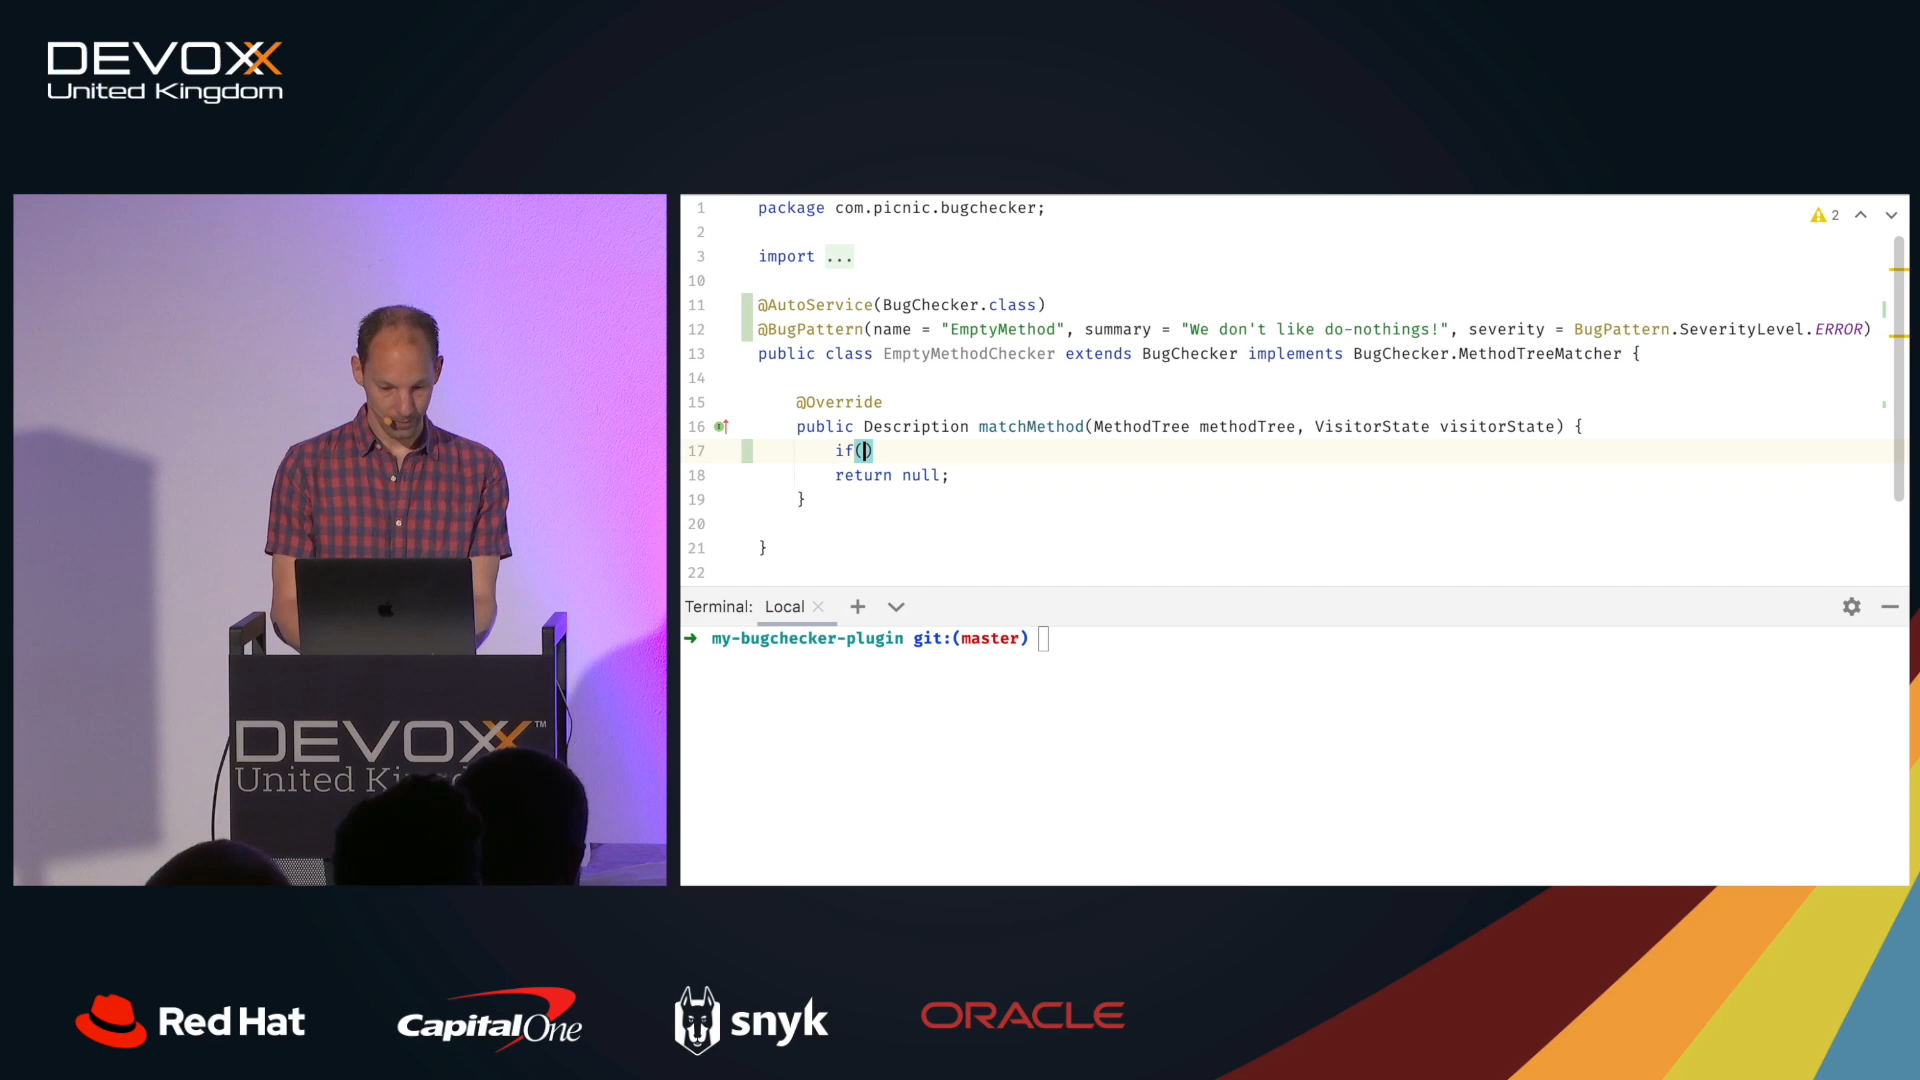 DEVOXX
United Kingdom
1 package com.picnic.bugchecker;
2
3 import ...
10
11 @AutoService(BugChecker.class)
12 @BugPattern(name = "EmptyMethod", summary = "We don't like do-nothings!", severity = BugPattern.SeverityLevel.ERROR)
13 public class EmptyMethodChecker extends BugChecker implements BugChecker.MethodTreeMatcher {
14
15 @Override
16 public Description matchMethod(MethodTree methodTree, VisitorState visitorState) {
17 if()
18 return null;
19 }
20
21 }
22
2
Terminal: Local
→ my-bugchecker-plugin git:(master)
DEVOXX™
United
Red Hat
Capital One
snyk
ORACLE